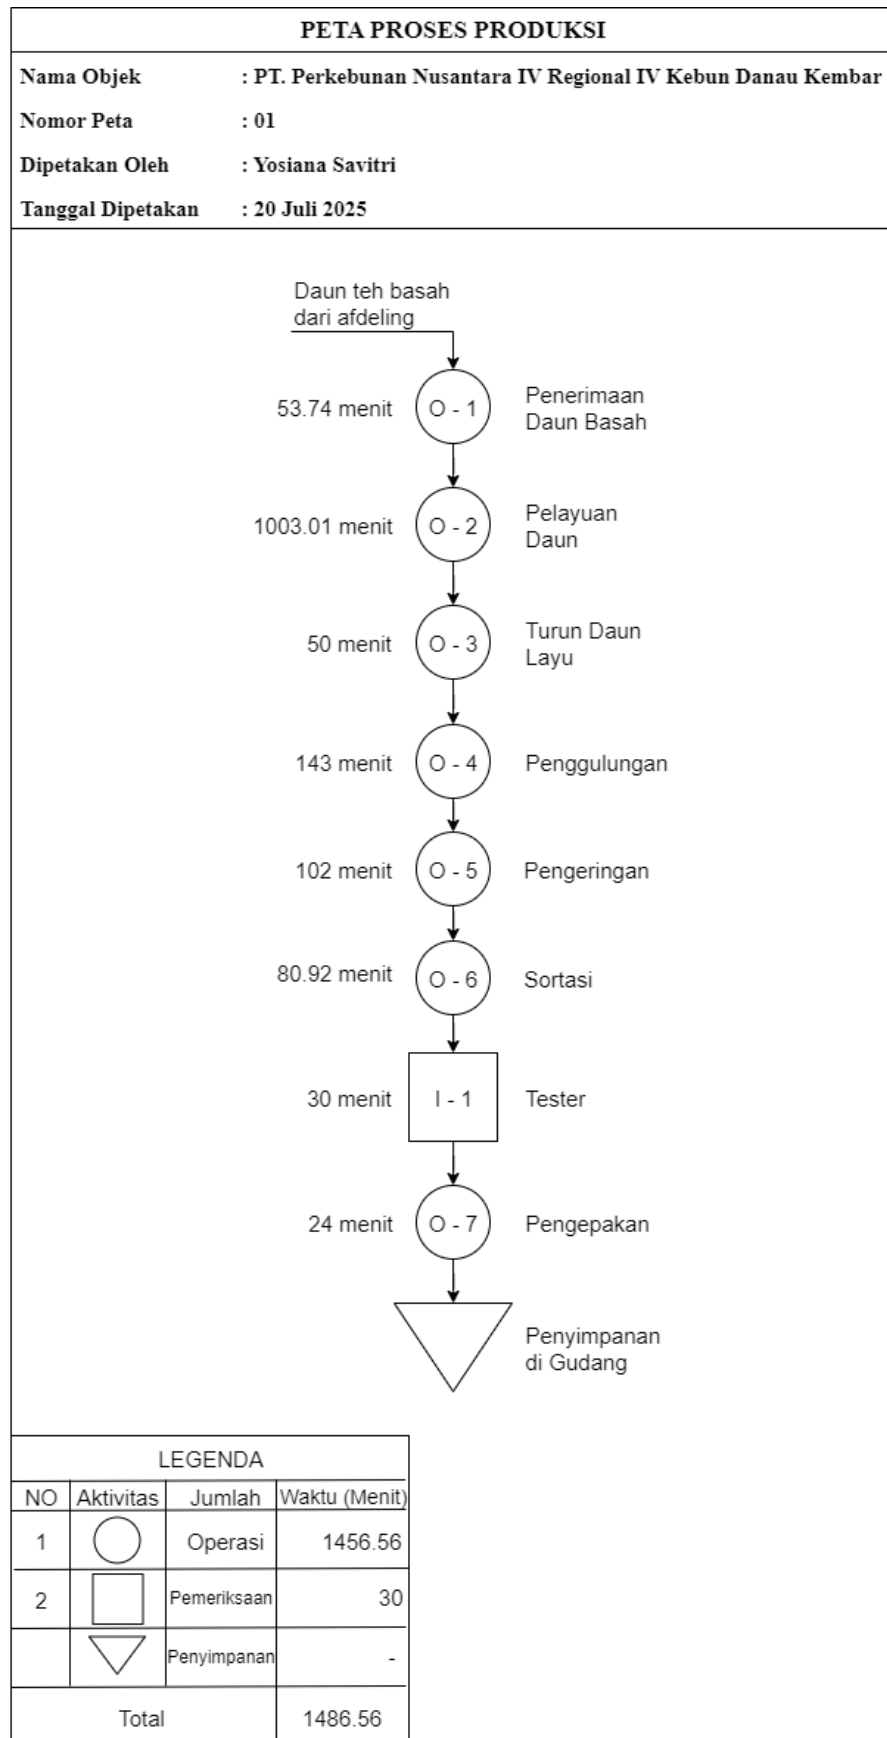 PETA PROSES PRODUKSI
Nama Objek : PT. Perkebunan Nusantara IV Regional IV Kebun Danau Kembar
Nomor Peta : 01
Dipetakan Oleh : Yosiana Savitri
Tanggal Dipetakan : 20 Juli 2025
Daun teh basah
dari afdeling
53.74 menit O - 1 Penerimaan
Daun Basah
1003.01 menit O - 2 Pelayuan
Daun
50 menit O - 3 Turun Daun
Layu
143 menit O - 4 Penggulungan
102 menit O - 5 Pengeringan
80.92 menit O - 6 Sortasi
30 menit I - 1 Tester
24 menit O - 7 Pengepakan
Penyimpanan
di Gudang
LEGENDA
NO Aktivitas Jumlah Waktu (Menit)
1 Operasi 1456.56
2 Pemeriksaan 30
Penyimpanan -
Total 1486.56